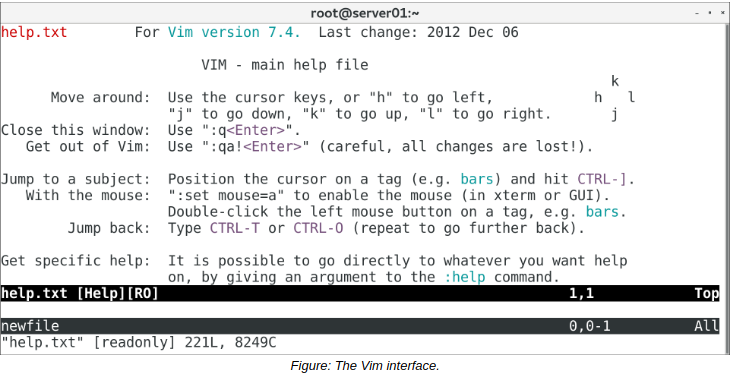 root@server01:~
help.txt For Vim version 7.4. Last change: 2012 Dec 06
VIM - main help file
k
Move around: Use the cursor keys, or "h" to go left, h l
"j" to go down, "k" to go up, "l" to go right. j
Close this window: Use ":q<Enter>".
Get out of Vim: Use ":qa!<Enter>" (careful, all changes are lost!).
Jump to a subject: Position the cursor on a tag (e.g. bars) and hit CTRL-].
With the mouse: ":set mouse=a" to enable the mouse (in xterm or GUI).
Double-click the left mouse button on a tag, e.g. bars.
Jump back: Type CTRL-T or CTRL-O (repeat to go further back).
Get specific help: It is possible to go directly to whatever you want help
on, by giving an argument to the :help command.
help.txt [Help][RO] 1,1 Top
newfile 0,0-1 All
"help.txt" [readonly] 221L, 8249C
Figure: The Vim interface.